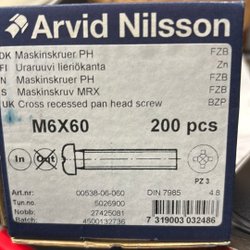 Arvid Nilsson
DK Maskinskruer PH FZB
FI Uraruuvi lieriökanta Zn
N Maskinskruer PH FZB
S Maskinskruv MRX FZB
UK Cross recessed pan head screw BZP
M6X60 200 pcs
In Out
PZ 3
Art.nr: 00538-06-060 DIN 7985 4.8
Tun.no: 5026900
Nobb: 27425081
Batch: 4500132736 7 319003 032486